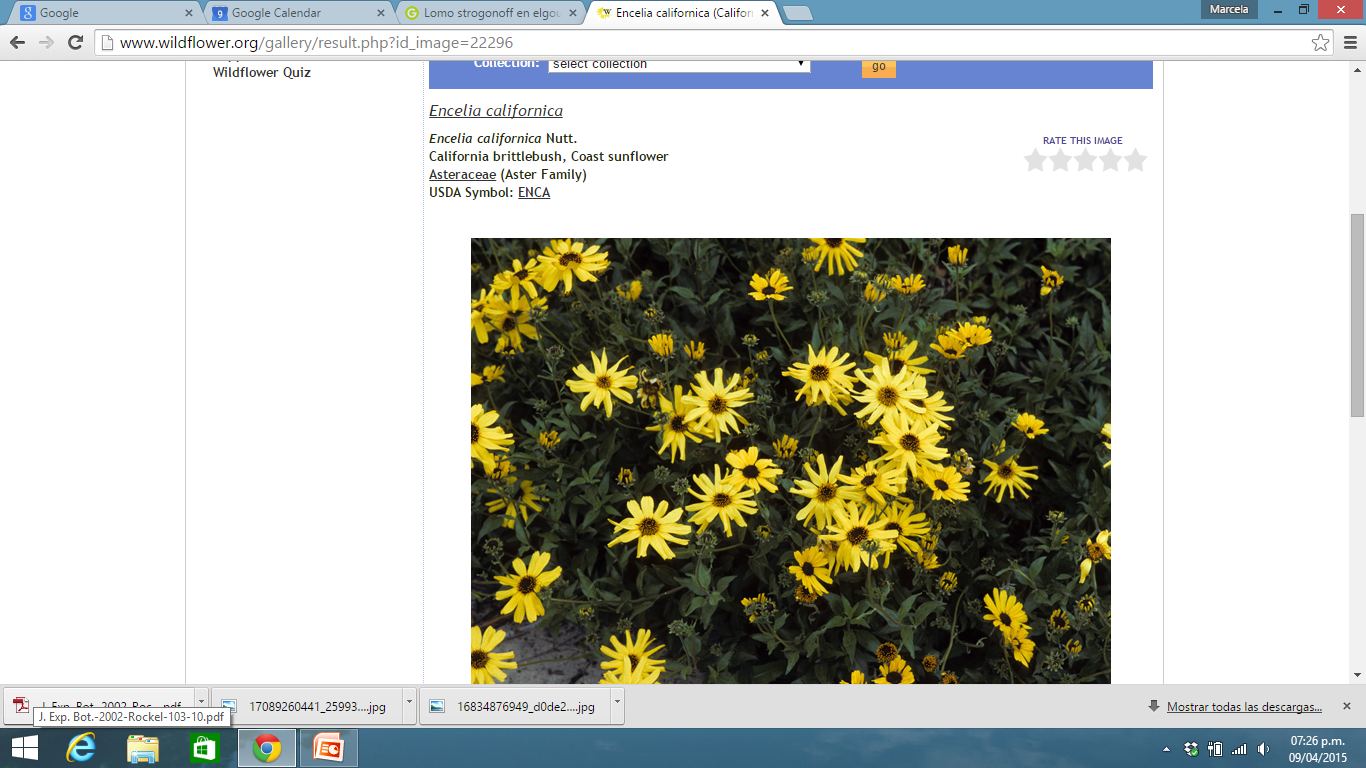 Google
Google Calendar
Lomo strogonoff en elgou
Encelia californica (Califor
Marcela
www.wildflower.org/gallery/result.php?id_image=22296
Wildflower Quiz
Collection: select collection go
Encelia californica
Encelia californica Nutt.
California brittlebush, Coast sunflower
Asteraceae (Aster Family)
USDA Symbol: ENCA
RATE THIS IMAGE
J. Exp. Bot.-2002-Roc....pdf
17089260441_25993....jpg
16834876949_d0de2....jpg
Mostrar todas las descargas...
J. Exp. Bot.-2002-Rockel-103-10.pdf
07:26 p.m.
09/04/2015